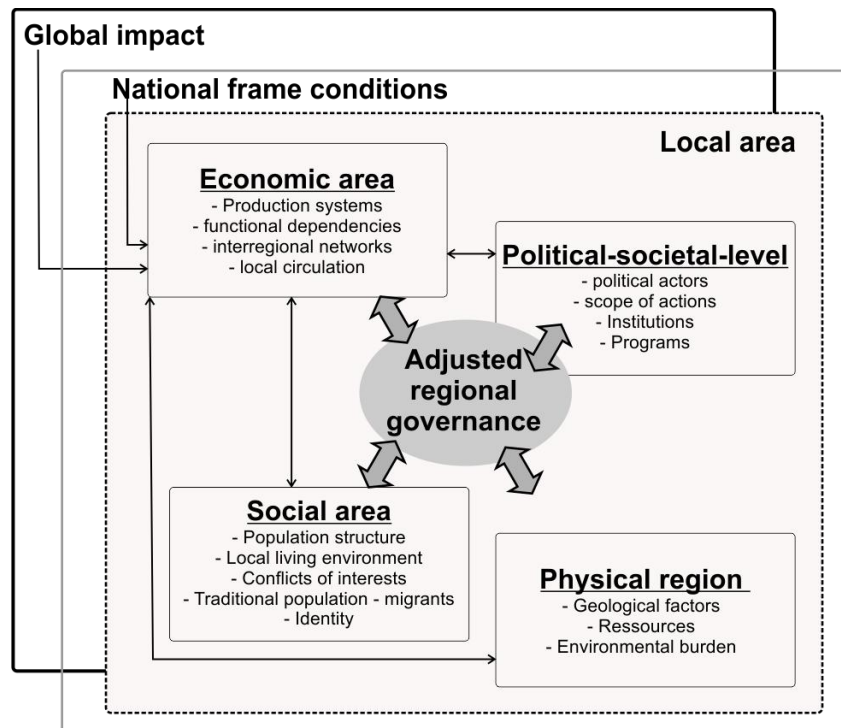 Global impact
National frame conditions
Local area
Economic area
- Production systems
- functional dependencies
- interregional networks
- local circulation
Political-societal-level
- political actors
- scope of actions
- Institutions
- Programs
Adjusted
regional
governance
Social area
- Population structure
- Local living environment
- Conflicts of interests
- Traditional population - migrants
- Identity
Physical region
- Geological factors
- Ressources
- Environmental burden